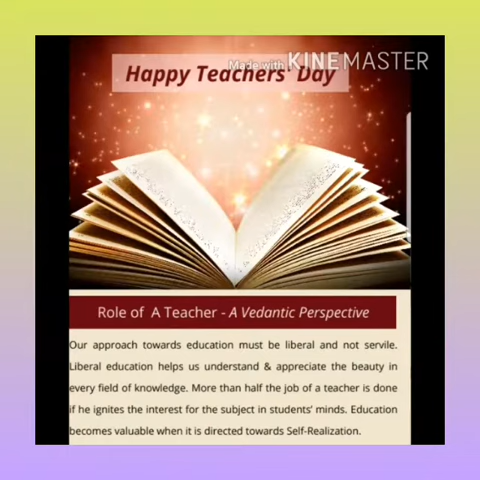 Made with KINEMASTER
Happy Teachers' Day
Role of A Teacher - A Vedantic Perspective
Our approach towards education must be liberal and not servile.
Liberal education helps us understand & appreciate the beauty in
every field of knowledge. More than half the job of a teacher is done
if he ignites the interest for the subject in students' minds. Education
becomes valuable when it is directed towards Self-Realization.